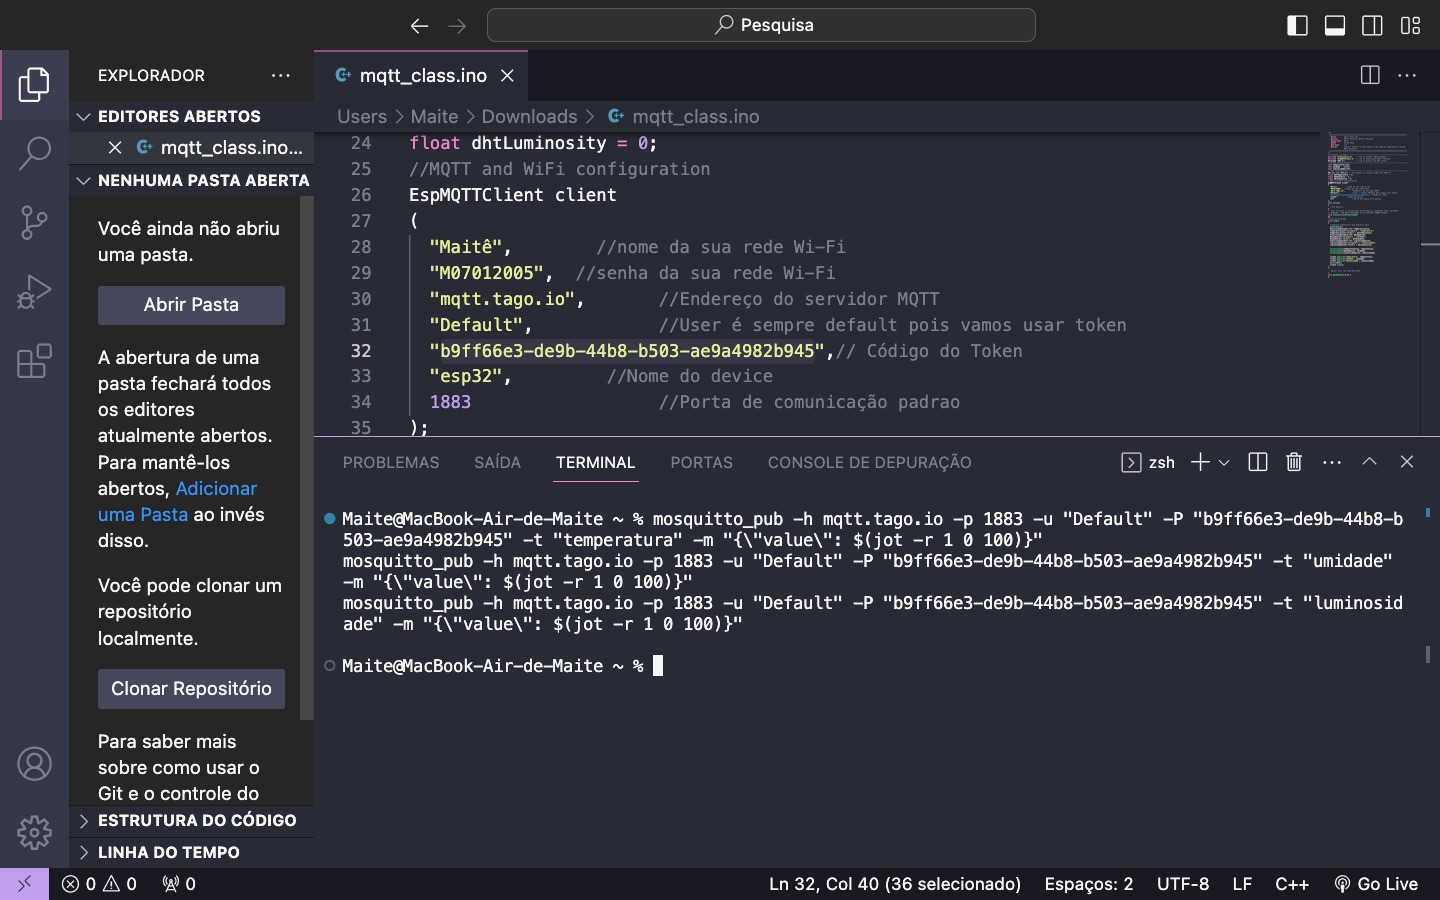 Pesquisa
EXPLORADOR
EDITORES ABERTOS
mqtt_class.ino...
NENHUMA PASTA ABERTA
Você ainda não abriu
uma pasta.
Abrir Pasta
A abertura de uma
pasta fechará todos
os editores
atualmente abertos.
Para mantê-los
abertos, Adicionar
uma Pasta ao invés
disso.
Você pode clonar um
repositório
localmente.
Clonar Repositório
Para saber mais
sobre como usar o
Git e o controle do
ESTRUTURA DO CÓDIGO
LINHA DO TEMPO
mqtt_class.ino
Users > Maite > Downloads > mqtt_class.ino
24 float dhtLuminosity = 0;
25 //MQTT and WiFi configuration
26 EspMQTTClient client
27 (
28 "Maitê", //nome da sua rede Wi-Fi
29 "M07012005", //senha da sua rede Wi-Fi
30 "mqtt.tago.io", //Endereço do servidor MQTT
31 "Default", //User é sempre default pois vamos usar token
32 "b9ff66e3-de9b-44b8-b503-ae9a4982b945",// Código do Token
33 "esp32", //Nome do device
34 1883 //Porta de comunicação padrao
35 );
PROBLEMAS SAÍDA TERMINAL PORTAS CONSOLE DE DEPURAÇÃO zsh
Maite@MacBook-Air-de-Maite ~ % mosquitto_pub -h mqtt.tago.io -p 1883 -u "Default" -P "b9ff66e3-de9b-44b8-b
503-ae9a4982b945" -t "temperatura" -m "{\"value\": $(jot -r 1 0 100)}"
mosquitto_pub -h mqtt.tago.io -p 1883 -u "Default" -P "b9ff66e3-de9b-44b8-b503-ae9a4982b945" -t "umidade"
-m "{\"value\": $(jot -r 1 0 100)}"
mosquitto_pub -h mqtt.tago.io -p 1883 -u "Default" -P "b9ff66e3-de9b-44b8-b503-ae9a4982b945" -t "luminosid
ade" -m "{\"value\": $(jot -r 1 0 100)}"
Maite@MacBook-Air-de-Maite ~ %
0 0 0 Ln 32, Col 40 (36 selecionado) Espaços: 2 UTF-8 LF C++ Go Live